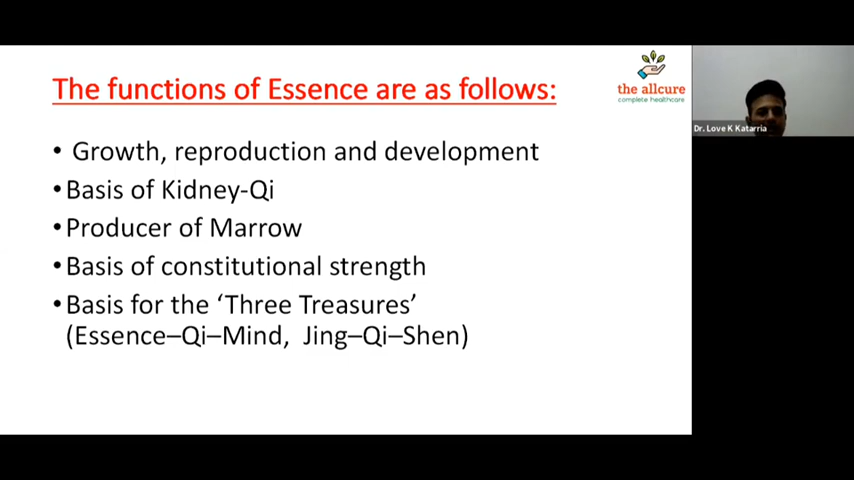 The functions of Essence are as follows:
the allcure
complete healthcare
Dr. Love K Katarria
• Growth, reproduction and development
•Basis of Kidney-Qi
•Producer of Marrow
•Basis of constitutional strength
•Basis for the ‘Three Treasures’
(Essence–Qi–Mind, Jing–Qi–Shen)